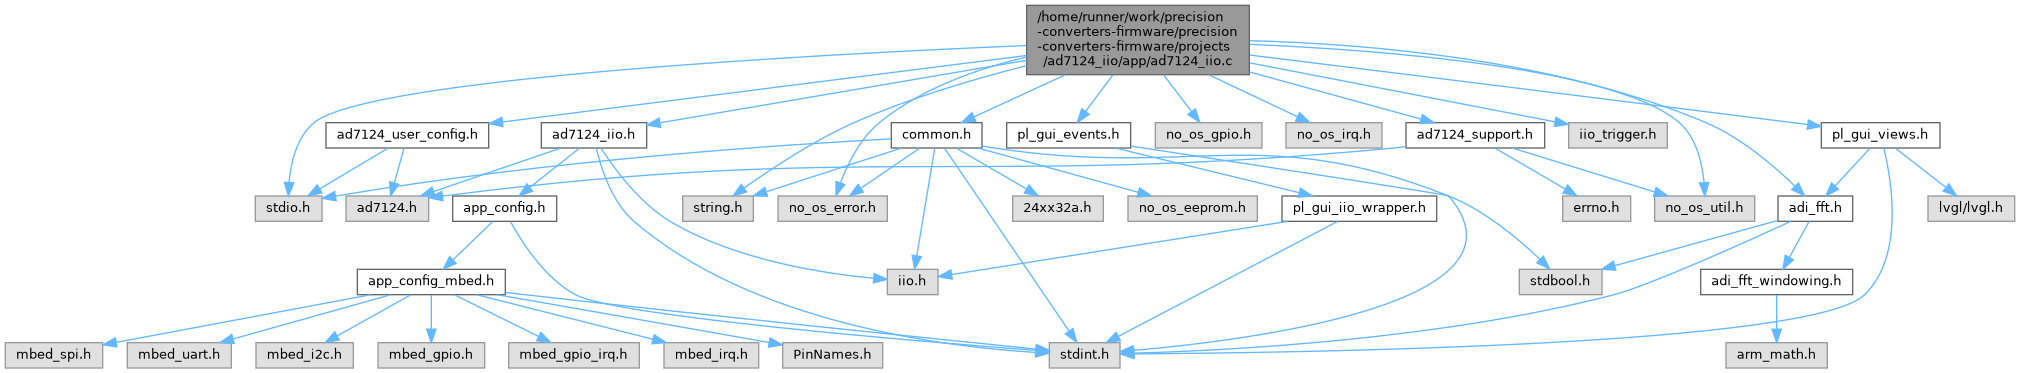 /home/runner/work/precision
-converters-firmware/precision
-converters-firmware/projects
/ad7124_iio/app/ad7124_iio.c
ad7124_user_config.h
ad7124_iio.h
common.h
pl_gui_events.h
no_os_gpio.h
no_os_irq.h
ad7124_support.h
iio_trigger.h
pl_gui_views.h
stdio.h
ad7124.h
app_config.h
string.h
no_os_error.h
24xx32a.h
no_os_eeprom.h
pl_gui_iio_wrapper.h
errno.h
no_os_util.h
adi_fft.h
lvgl/lvgl.h
app_config_mbed.h
iio.h
stdbool.h
adi_fft_windowing.h
mbed_spi.h
mbed_uart.h
mbed_i2c.h
mbed_gpio.h
mbed_gpio_irq.h
mbed_irq.h
PinNames.h
stdint.h
arm_math.h